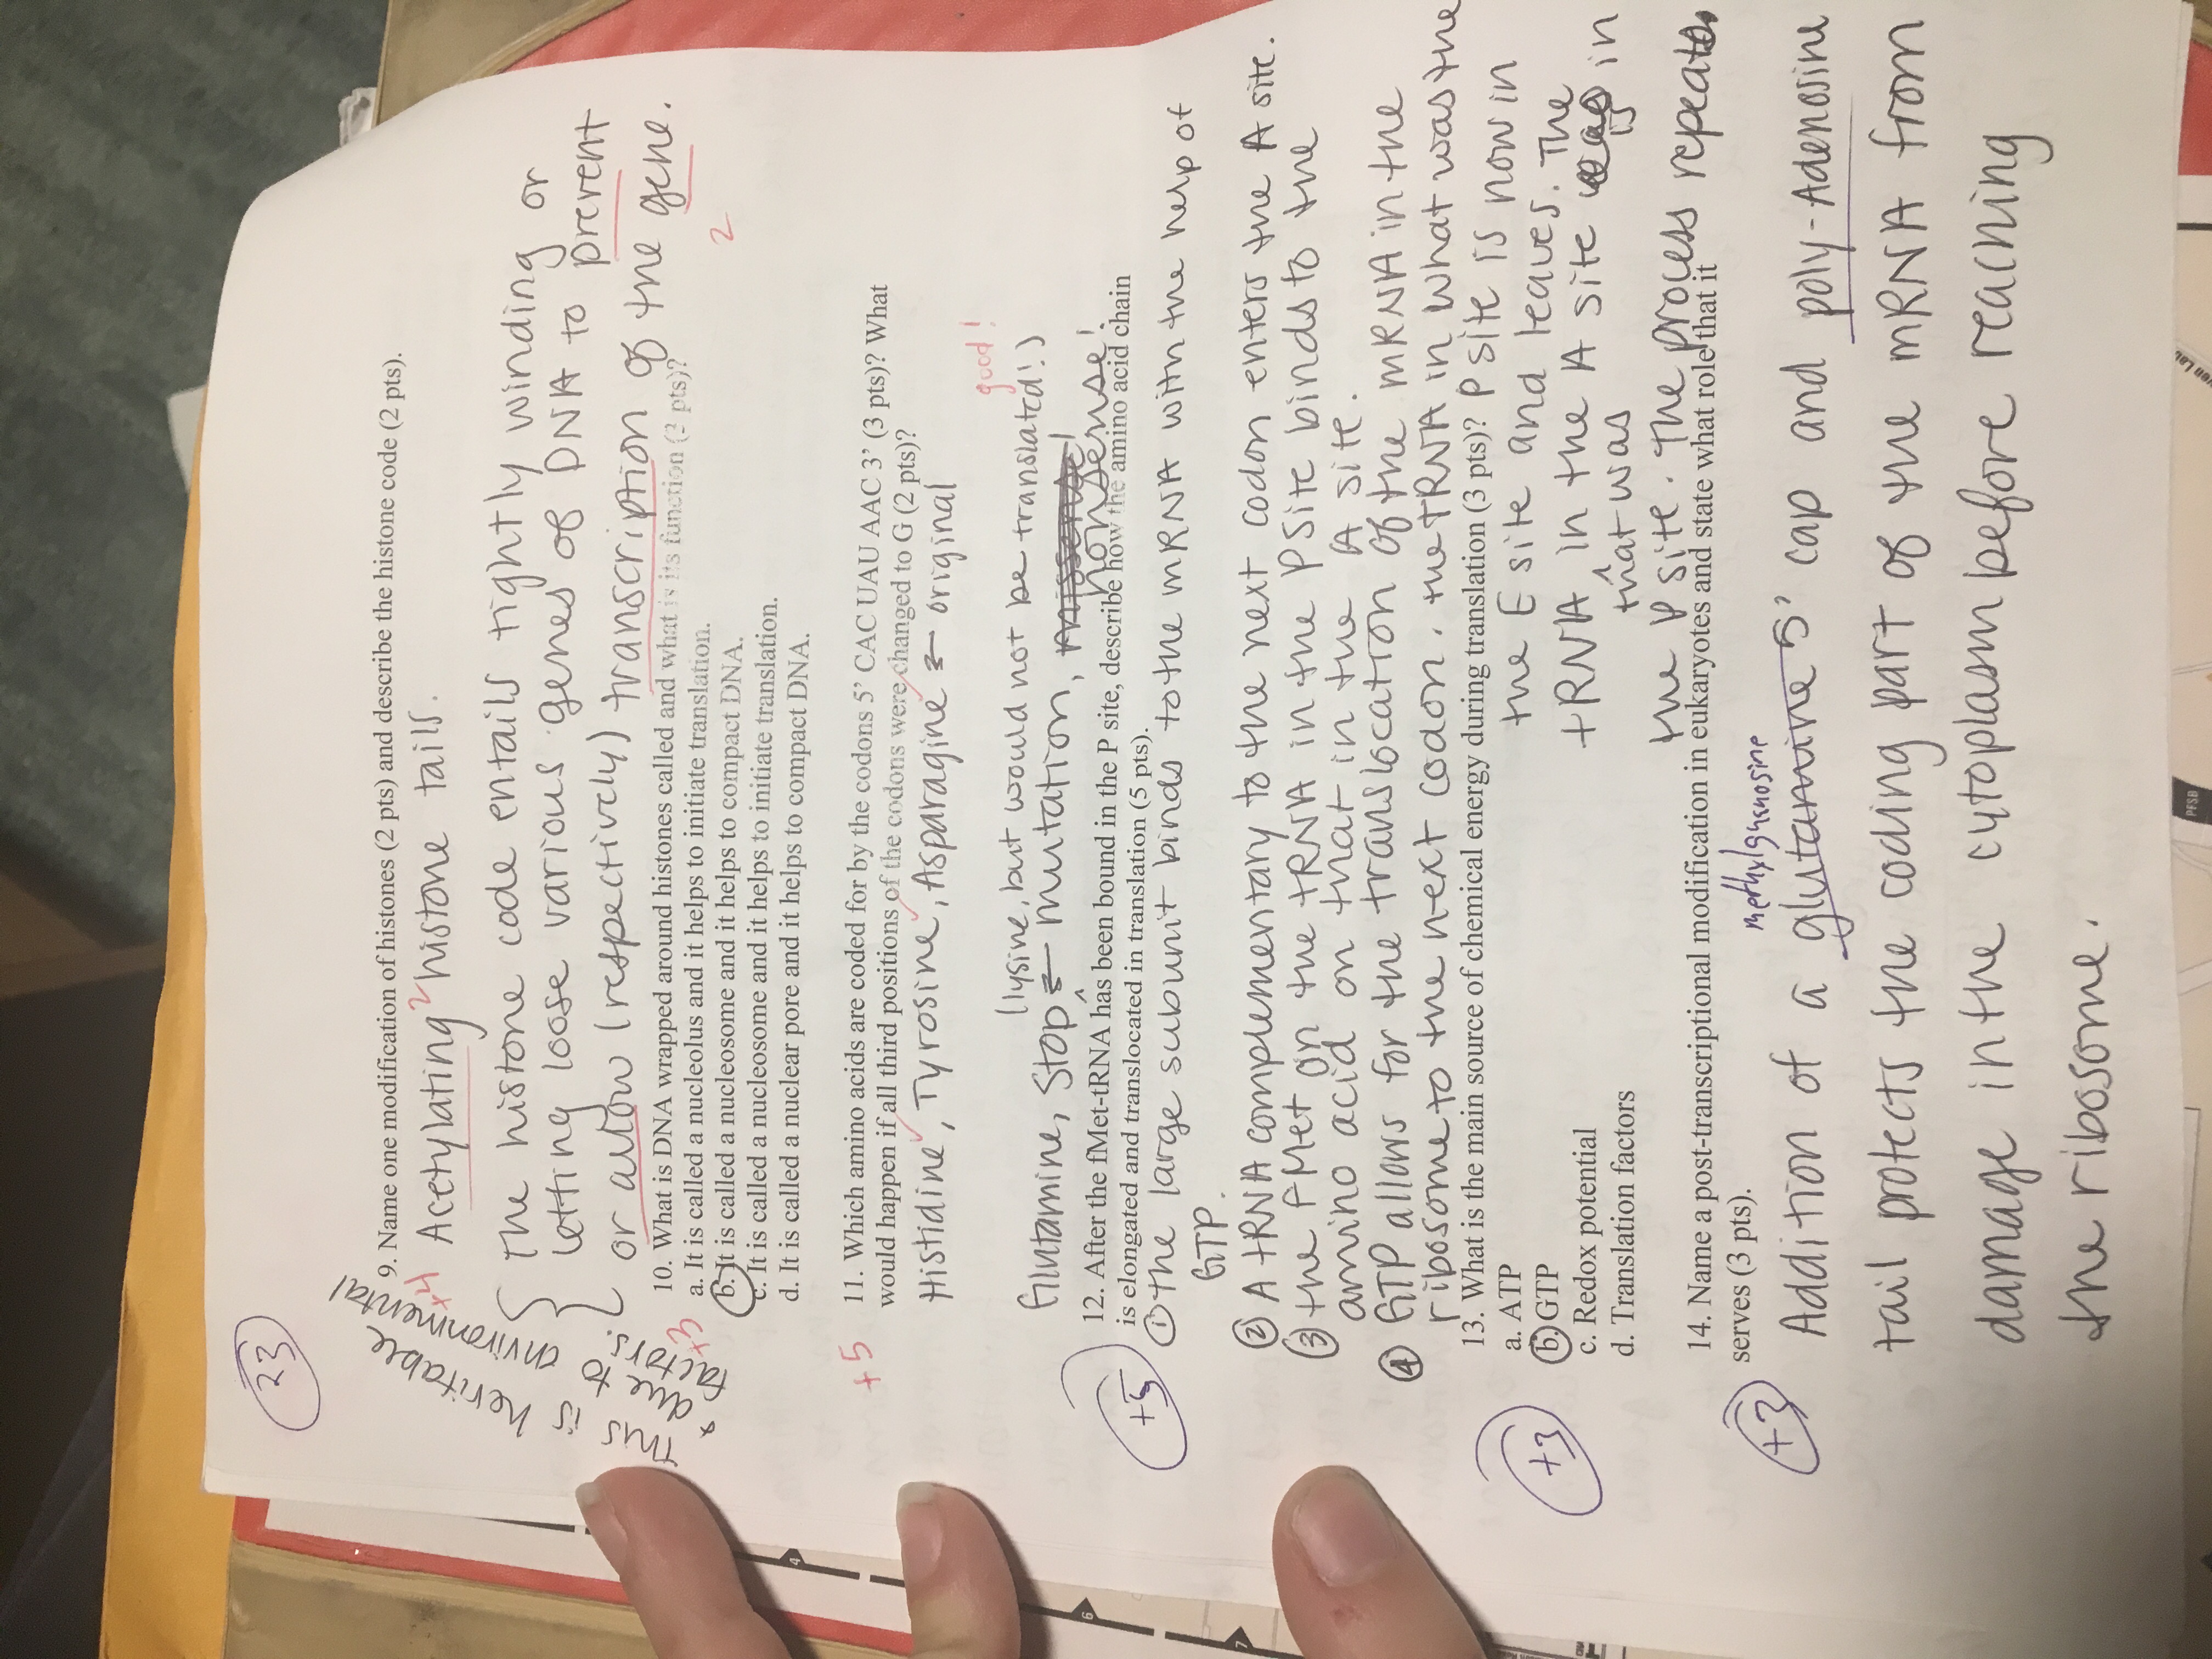 23
This is heritable
& due to environmental
factors.
9. Name one modification of histones (2 pts) and describe the histone code (2 pts).
+4
Acetylating 2 histone tails.
The histone code entails tightly winding or
letting loose various genes of DNA to prevent
or allow (respectively) transcription of the gene.
2
10. What is DNA wrapped around histones called and what is its function (3 pts)?
+3
a. It is called a nucleolus and it helps to initiate translation.
b. It is called a nucleosome and it helps to compact DNA.
c. It is called a nucleosome and it helps to initiate translation.
d. It is called a nuclear pore and it helps to compact DNA.
+5
11. Which amino acids are coded for by the codons 5’ CAC UAU AAC 3’ (3 pts)? What
would happen if all third positions of the codons were changed to G (2 pts)?
Histidine, Tyrosine, Asparagine ← original
good!
(lysine, but would not be translated!)
Glutamine, Stop ← mutation, missense!
nonsense!
12. After the fMet-tRNA has been bound in the P site, describe how the amino acid chain
is elongated and translocated in translation (5 pts).
+5
① the large subunit binds to the mRNA with the help of
GTP.
② A tRNA complementary to the next codon enters the A site.
③ the fMet on the tRNA in the P site binds to the
amino acid on that in the A site.
④ GTP allows for the translocation of the mRNA in the
ribosome to the next codon. the tRNA in what was the
P site is now in
the E site and leaves. The
tRNA in the A site is in
that was
the P site. The process repeats.
13. What is the main source of chemical energy during translation (3 pts)?
+3
a. ATP
b. GTP
c. Redox potential
d. Translation factors
14. Name a post-transcriptional modification in eukaryotes and state what role that it
serves (3 pts).
+3
methylguanosine
Addition of a glutamine 5’ cap and poly-Adenosine
tail protects the coding part of the mRNA from
damage in the cytoplasm before reaching
the ribosome.
4
6
7
PFSB